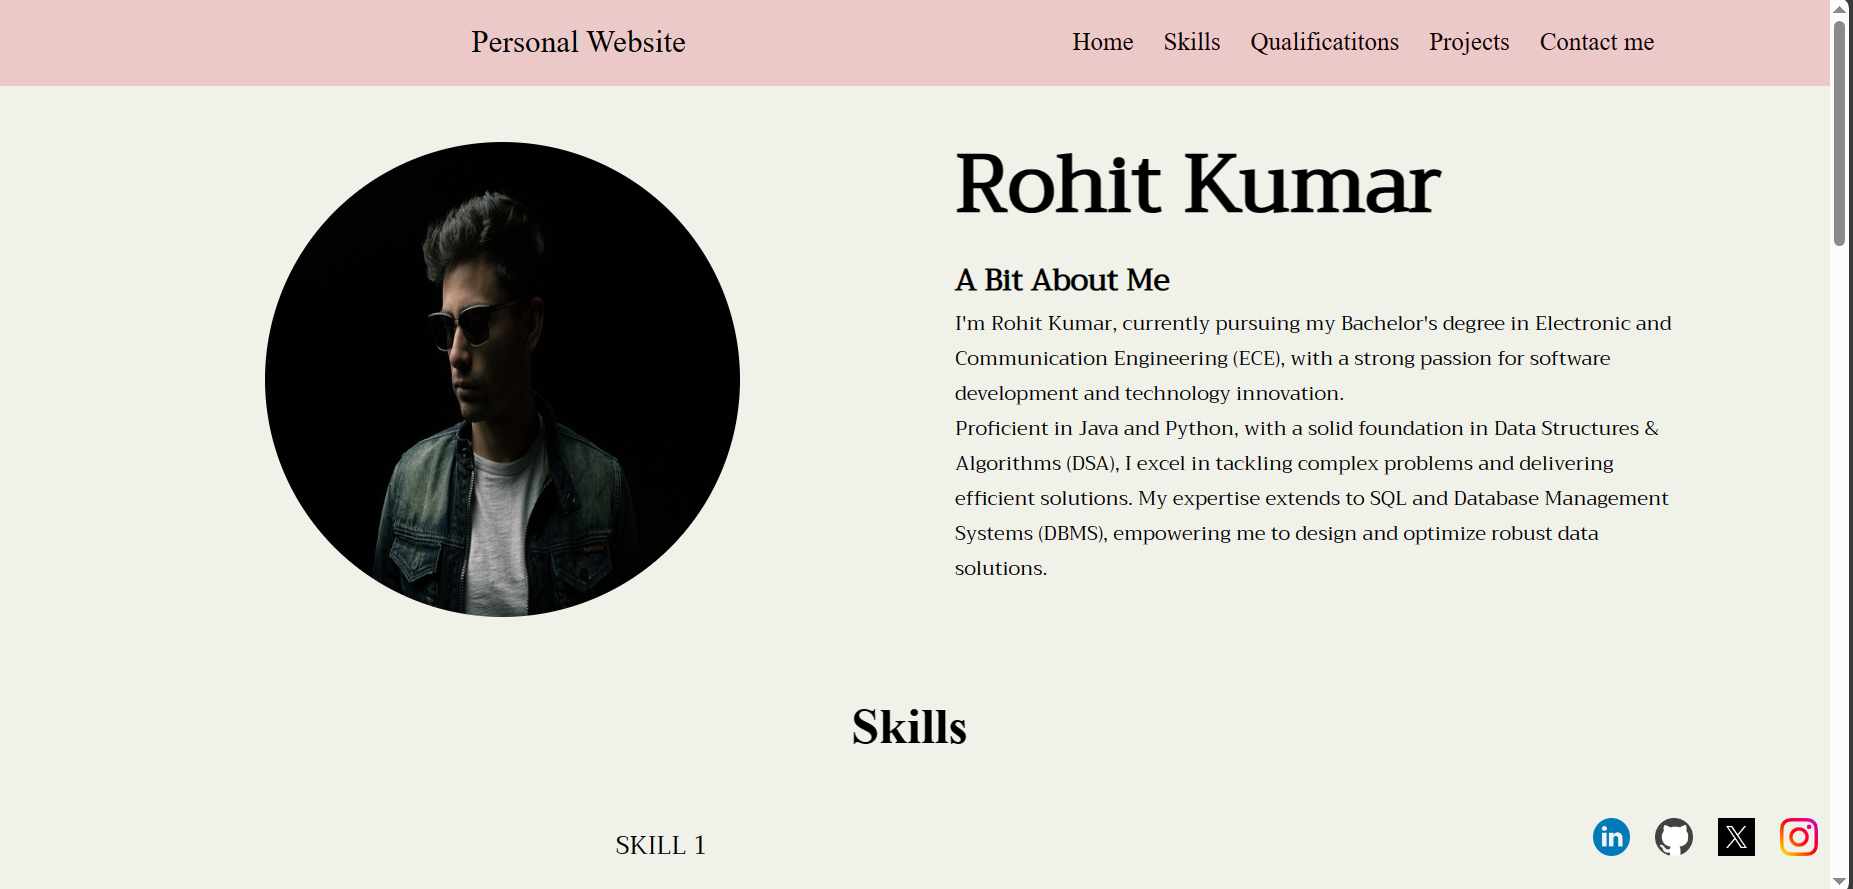 Personal Website
Home Skills Qualificatitons Projects Contact me
Rohit Kumar
A Bit About Me
I'm Rohit Kumar, currently pursuing my Bachelor's degree in Electronic and
Communication Engineering (ECE), with a strong passion for software
development and technology innovation.
Proficient in Java and Python, with a solid foundation in Data Structures &
Algorithms (DSA), I excel in tackling complex problems and delivering
efficient solutions. My expertise extends to SQL and Database Management
Systems (DBMS), empowering me to design and optimize robust data
solutions.
Skills
SKILL 1
in X